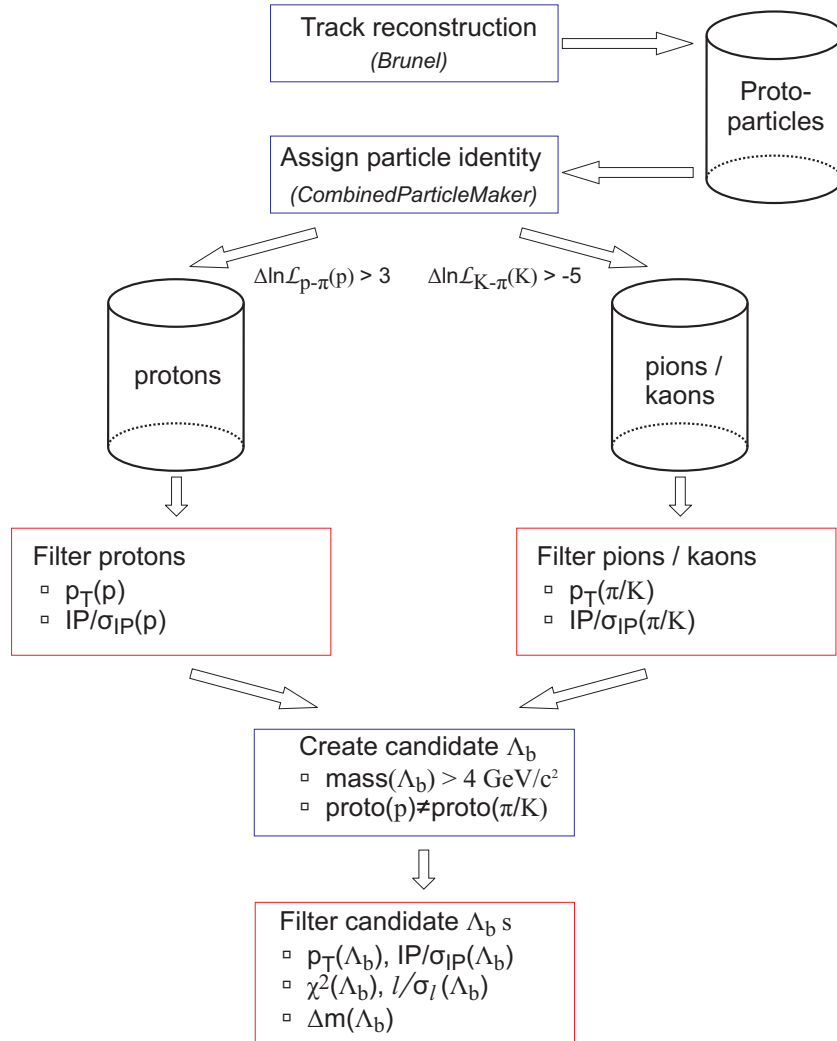 Track reconstruction
(Brunel)
Proto-
particles
Assign particle identity
(CombinedParticleMaker)
Δlnℒp-π(p) > 3
ΔlnℒK-π(K) > -5
protons
pions /
kaons
Filter protons
▫ pT(p)
▫ IP/σIP(p)
Filter pions / kaons
▫ pT(π/K)
▫ IP/σIP(π/K)
Create candidate Λb
▫ mass(Λb) > 4 GeV/c²
▫ proto(p)≠proto(π/K)
Filter candidate Λb s
▫ pT(Λb), IP/σIP(Λb)
▫ χ²(Λb), l/σl(Λb)
▫ Δm(Λb)